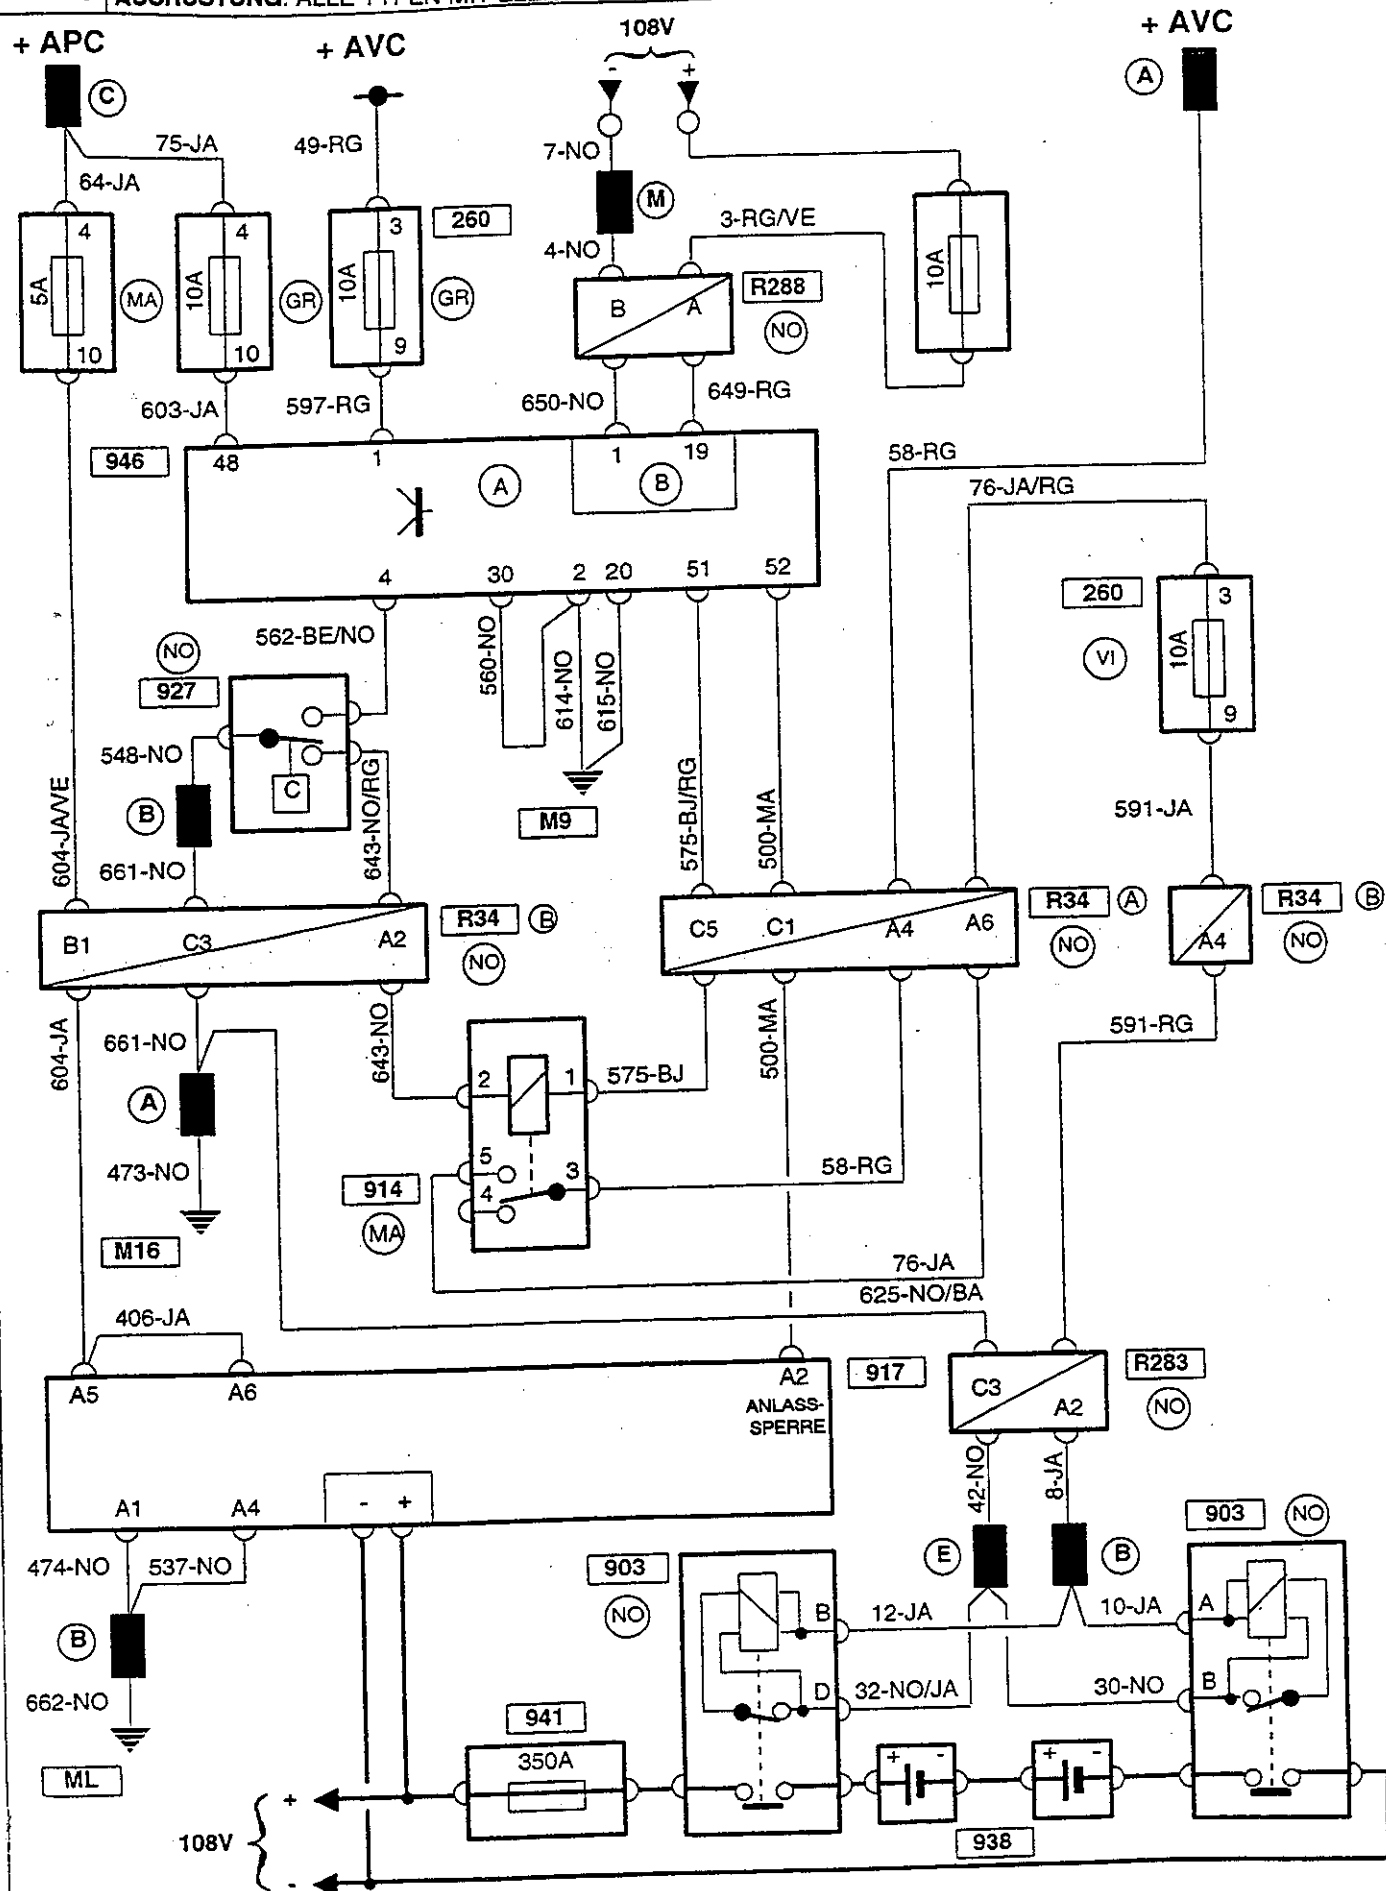 + APC
+ AVC
108V
+ AVC
- +
C
A
75-JA
49-RG
7-NO
64-JA
M
3-RG/VE
4
4
3
260
4-NO
5A
MA
10A
GR
10A
GR
B
A
R288
NO
10A
10
10
9
603-JA
597-RG
650-NO
649-RG
946
48
1
A
1
19
B
58-RG
76-JA/RG
4
30
2
20
51
52
260
3
562-BE/NO
560-NO
614-NO
615-NO
VI
10A
9
NO
927
548-NO
C
B
604-JA/VE
643-NO/RG
M9
575-BJ/RG
500-MA
591-JA
661-NO
B1
C3
A2
R34
B
NO
C5
C1
A4
A6
R34
A
NO
A4
R34
B
NO
604-JA
661-NO
643-NO
500-MA
591-RG
2
1
575-BJ
A
473-NO
5
3
58-RG
914
4
MA
M16
76-JA
625-NO/BA
406-JA
A5
A6
A2
917
C3
A2
R283
NO
ANLASS-
SPERRE
A1
A4
- +
42-NO
8-JA
903
NO
474-NO
537-NO
903
NO
E
B
B
12-JA
10-JA
A
B
662-NO
D
32-NO/JA
30-NO
B
941
350A
ML
+ -
+ -
+
108V
938
-